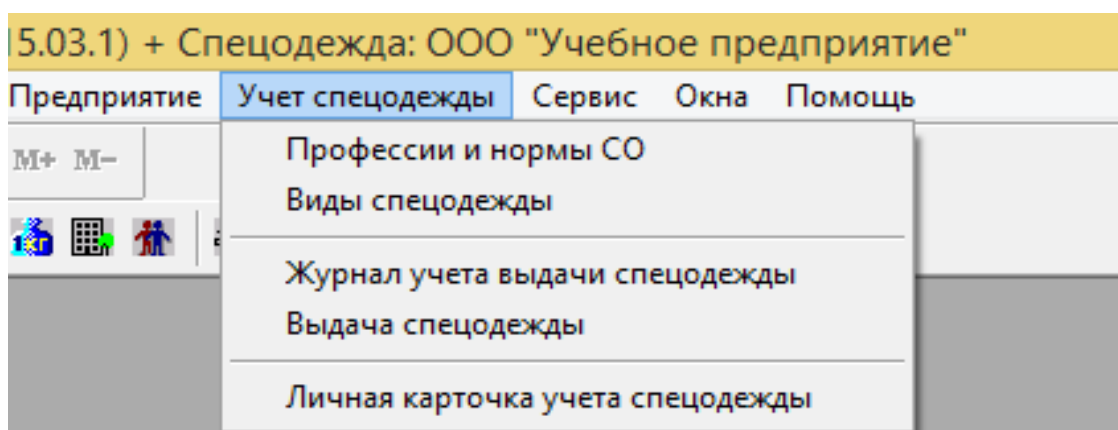 5.03.1) + Спецодежда: ООО "Учебное предприятие"
Предприятие Учет спецодежды Сервис Окна Помощь
M+ M- Профессии и нормы СО
Виды спецодежды
1кг
Журнал учета выдачи спецодежды
Выдача спецодежды
Личная карточка учета спецодежды